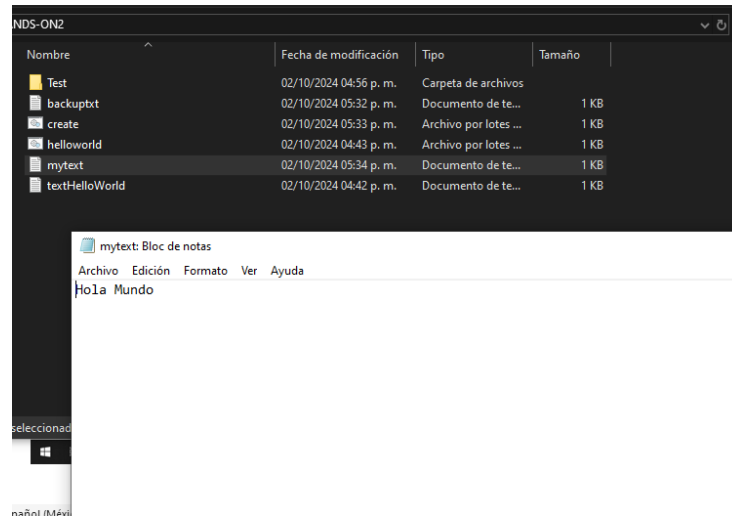 ANDS-ON2
Nombre Fecha de modificación Tipo Tamaño
Test 02/10/2024 04:56 p. m. Carpeta de archivos
backuptxt 02/10/2024 05:32 p. m. Documento de te... 1 KB
create 02/10/2024 05:33 p. m. Archivo por lotes ... 1 KB
helloworld 02/10/2024 04:43 p. m. Archivo por lotes ... 1 KB
mytext 02/10/2024 05:34 p. m. Documento de te... 1 KB
textHelloWorld 02/10/2024 04:42 p. m. Documento de te... 1 KB
mytext: Bloc de notas
Archivo Edición Formato Ver Ayuda
Hola Mundo
seleccionad
pañol (Méxi